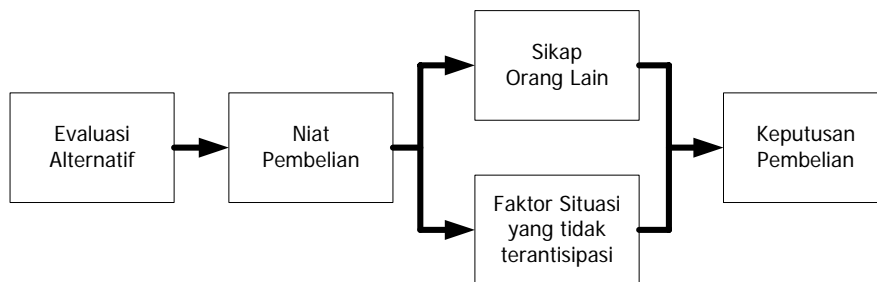 Evaluasi
Alternatif
Niat
Pembelian
Sikap
Orang Lain
Faktor Situasi
yang tidak
terantisipasi
Keputusan
Pembelian